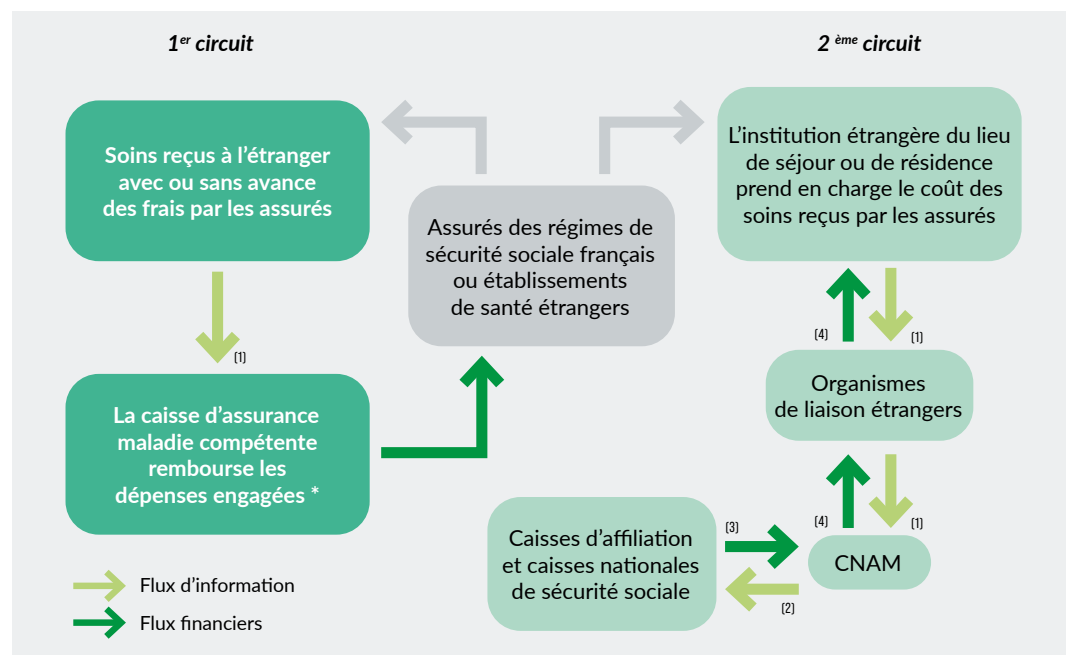 1er circuit
2 ème circuit
Soins reçus à l'étranger
avec ou sans avance
des frais par les assurés
Assurés des régimes de
sécurité sociale français
ou établissements
de santé étrangers
L'institution étrangère du lieu
de séjour ou de résidence
prend en charge le coût des
soins reçus par les assurés
(1)
(4)
(1)
La caisse d'assurance
maladie compétente
rembourse les
dépenses engagées *
Organismes
de liaison étrangers
(4)
(1)
Caisses d'affiliation
et caisses nationales
de sécurité sociale
(3)
(2)
CNAM
Flux d'information
Flux financiers